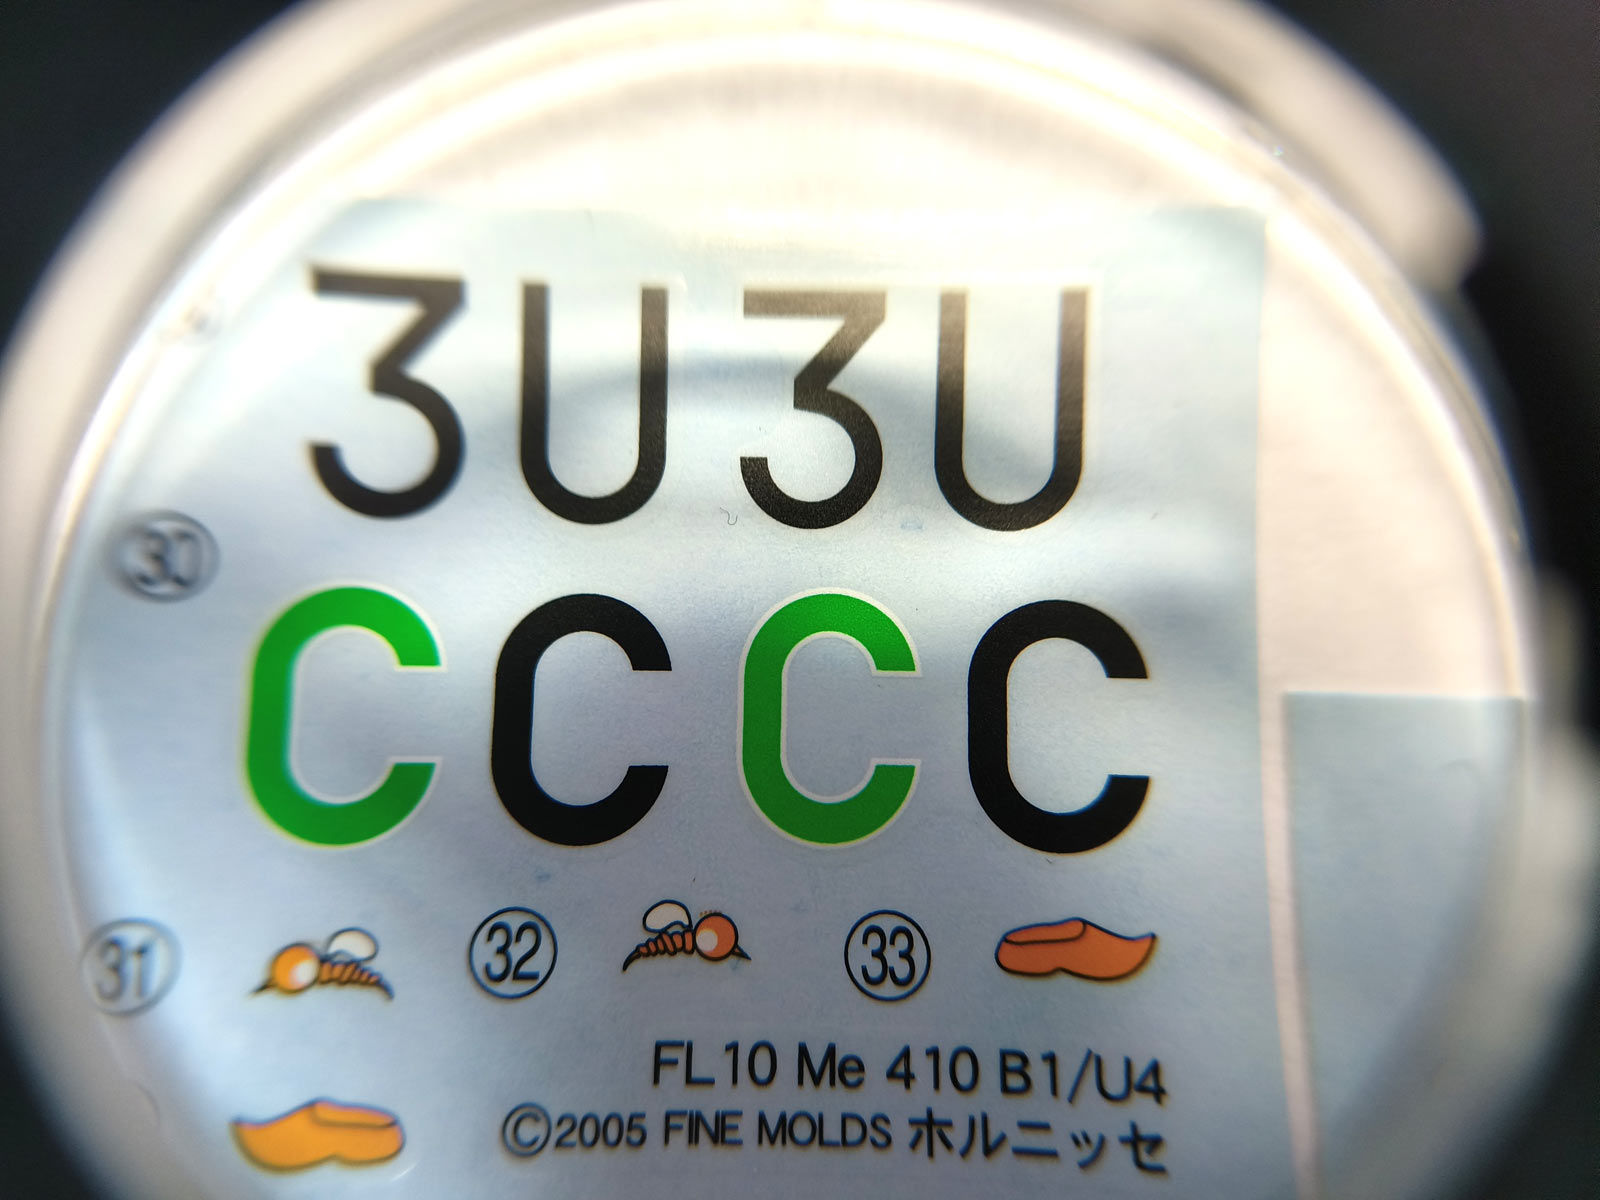 3U3U
㉚
CCCC
㉛ ㉜ ㉝
FL10 Me 410 B1/U4
©2005 FINE MOLDS ホルニッセ